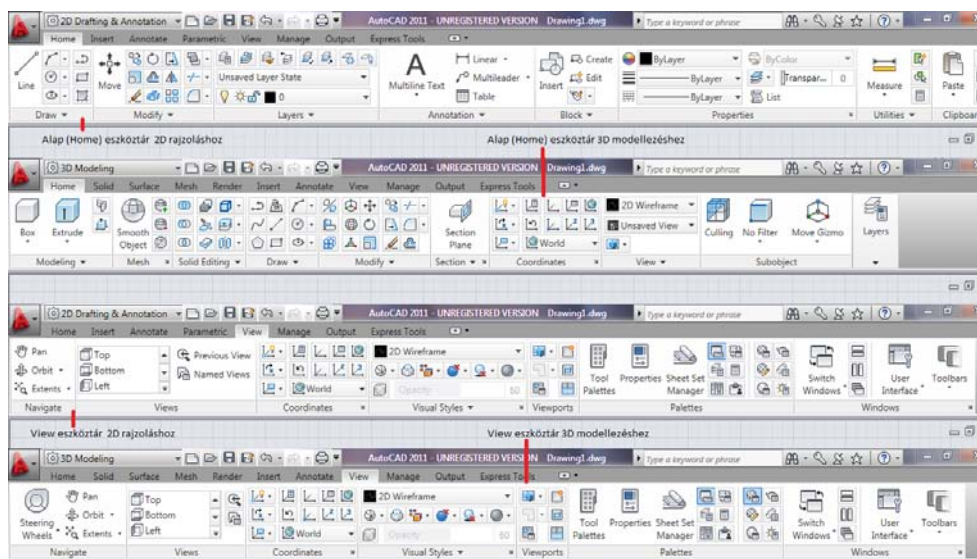 2D Drafting & Annotation AutoCAD 2011 - UNREGISTERED VERSION Drawing1.dwg Type a keyword or phrase
Home Insert Annotate Parametric View Manage Output Express Tools
Line Move Unsaved Layer State 0 Multiline Text Linear Multileader Table Insert Create Edit ByLayer ByLayer ByLayer ByColor Transpar... 0 List Measure Paste
Draw Modify Layers Annotation Block Properties Utilities Clipboar
Alap (Home) eszköztár 2D rajzoláshoz Alap (Home) eszköztár 3D modellezéshez
3D Modeling AutoCAD 2011 - UNREGISTERED VERSION Drawing1.dwg Type a keyword or phrase
Home Solid Surface Mesh Render Insert Annotate View Manage Output Express Tools
Box Extrude Smooth Object Section Plane World 2D Wireframe Unsaved View Culling No Filter Move Gizmo Layers
Modeling Mesh Solid Editing Draw Modify Section Coordinates View Subobject
2D Drafting & Annotation AutoCAD 2011 - UNREGISTERED VERSION Drawing1.dwg Type a keyword or phrase
Home Insert Annotate Parametric View Manage Output Express Tools
Pan Orbit Extents Top Bottom Left Previous View Named Views World 2D Wireframe Opacity 60 Tool Palettes Properties Sheet Set Manager Switch Windows User Interface Toolbars
Navigate Views Coordinates Visual Styles Viewports Palettes Windows
View eszköztár 2D rajzoláshoz View eszköztár 3D modellezéshez
3D Modeling AutoCAD 2011 - UNREGISTERED VERSION Drawing1.dwg Type a keyword or phrase
Home Solid Surface Mesh Render Insert Annotate View Manage Output Express Tools
Steering Wheels Pan Orbit Extents Top Bottom Left World 2D Wireframe Opacity 60 Tool Palettes Properties Sheet Set Manager Switch Windows User Interface Toolbars
Navigate Views Coordinates Visual Styles Viewports Palettes Windows